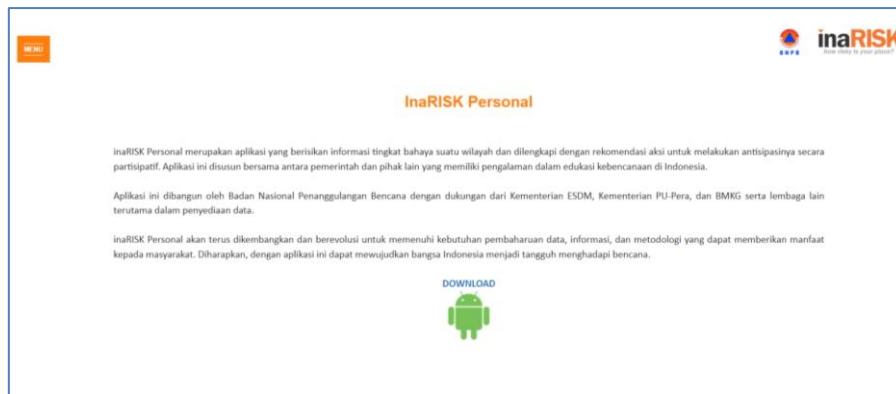 MENU
BNPB
inaRISK
How risky is your place?
InaRISK Personal
inaRISK Personal merupakan aplikasi yang berisikan informasi tingkat bahaya suatu wilayah dan dilengkapi dengan rekomendasi aksi untuk melakukan antisipasinya secara
partisipatif. Aplikasi ini disusun bersama antara pemerintah dan pihak lain yang memiliki pengalaman dalam edukasi kebencanaan di Indonesia.
Aplikasi ini dibangun oleh Badan Nasional Penanggulangan Bencana dengan dukungan dari Kementerian ESDM, Kementerian PU-Pera, dan BMKG serta lembaga lain
terutama dalam penyediaan data.
inaRISK Personal akan terus dikembangkan dan berevolusi untuk memenuhi kebutuhan pembaharuan data, informasi, dan metodologi yang dapat memberikan manfaat
kepada masyarakat. Diharapkan, dengan aplikasi ini dapat mewujudkan bangsa Indonesia menjadi tangguh menghadapi bencana.
DOWNLOAD